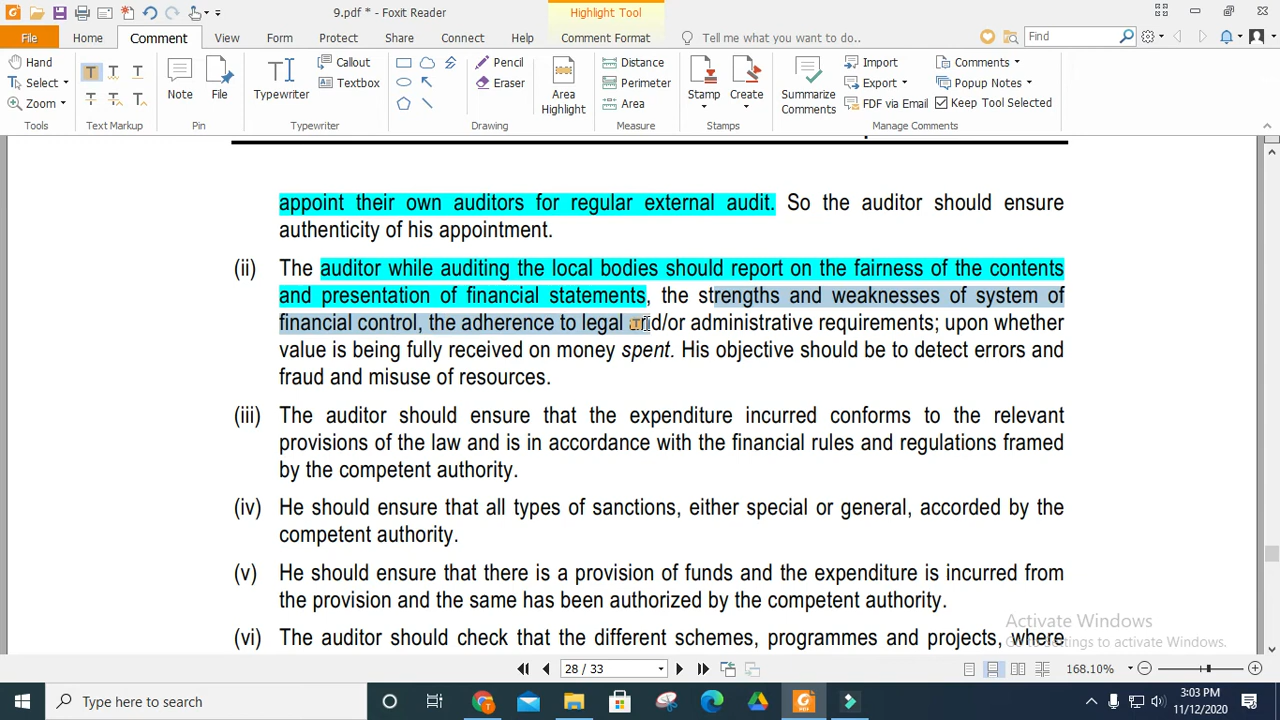 9.pdf * - Foxit Reader
Highlight Tool
File
Home
Comment
View
Form
Protect
Share
Connect
Help
Comment Format
Tell me what you want to do..
Find
Hand
Select
Zoom
Tools
Text Markup
Note
File
Pin
Typewriter
Callout
Textbox
Typewriter
Pencil
Eraser
Drawing
Area Highlight
Distance
Perimeter
Area
Measure
Stamp
Create
Stamps
Summarize Comments
Import
Export
FDF via Email
Comments
Popup Notes
Keep Tool Selected
Manage Comments
appoint their own auditors for regular external audit. So the auditor should ensure
authenticity of his appointment.
(ii) The auditor while auditing the local bodies should report on the fairness of the contents
and presentation of financial statements, the strengths and weaknesses of system of
financial control, the adherence to legal and/or administrative requirements; upon whether
value is being fully received on money spent. His objective should be to detect errors and
fraud and misuse of resources.
(iii) The auditor should ensure that the expenditure incurred conforms to the relevant
provisions of the law and is in accordance with the financial rules and regulations framed
by the competent authority.
(iv) He should ensure that all types of sanctions, either special or general, accorded by the
competent authority.
(v) He should ensure that there is a provision of funds and the expenditure is incurred from
the provision and the same has been authorized by the competent authority.
(vi) The auditor should check that the different schemes, programmes and projects, where
Activate Windows
Go to Settings to activate Windows.
28 / 33
168.10%
Type here to search
3:03 PM
11/12/2020